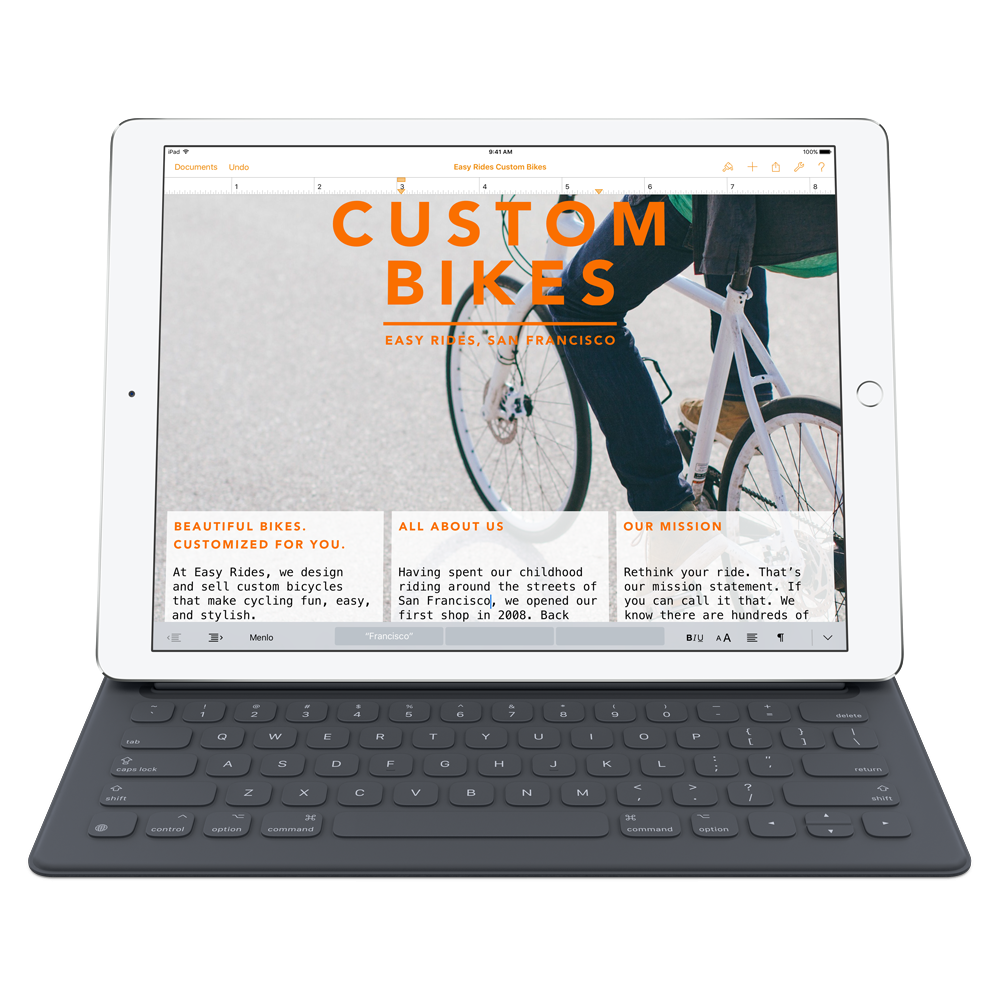 iPad 9:41 AM 100%
Documents Undo Easy Rides Custom Bikes ?
1 2 3 4 5 6 7 8
CUSTOM
BIKES
EASY RIDES, SAN FRANCISCO
BEAUTIFUL BIKES.
CUSTOMIZED FOR YOU.
At Easy Rides, we design
and sell custom bicycles
that make cycling fun, easy,
and stylish.
ALL ABOUT US
Having spent our childhood
riding around the streets of
San Francisco, we opened our
first shop in 2008. Back
OUR MISSION
Rethink your ride. That’s
our mission statement. If
you can call it that. We
know there are hundreds of
Menlo “Francisco” B/U AA ¶
~ ! @ # $ % ^ & * ( ) — +
` 1 2 3 4 5 6 7 8 9 0 - = delete
tab Q W E R T Y U I O P { [ } ] | \
caps lock A S D F G H J K L : ; " ' return
shift Z X C V B N M < , > . ? / shift
control option command command option